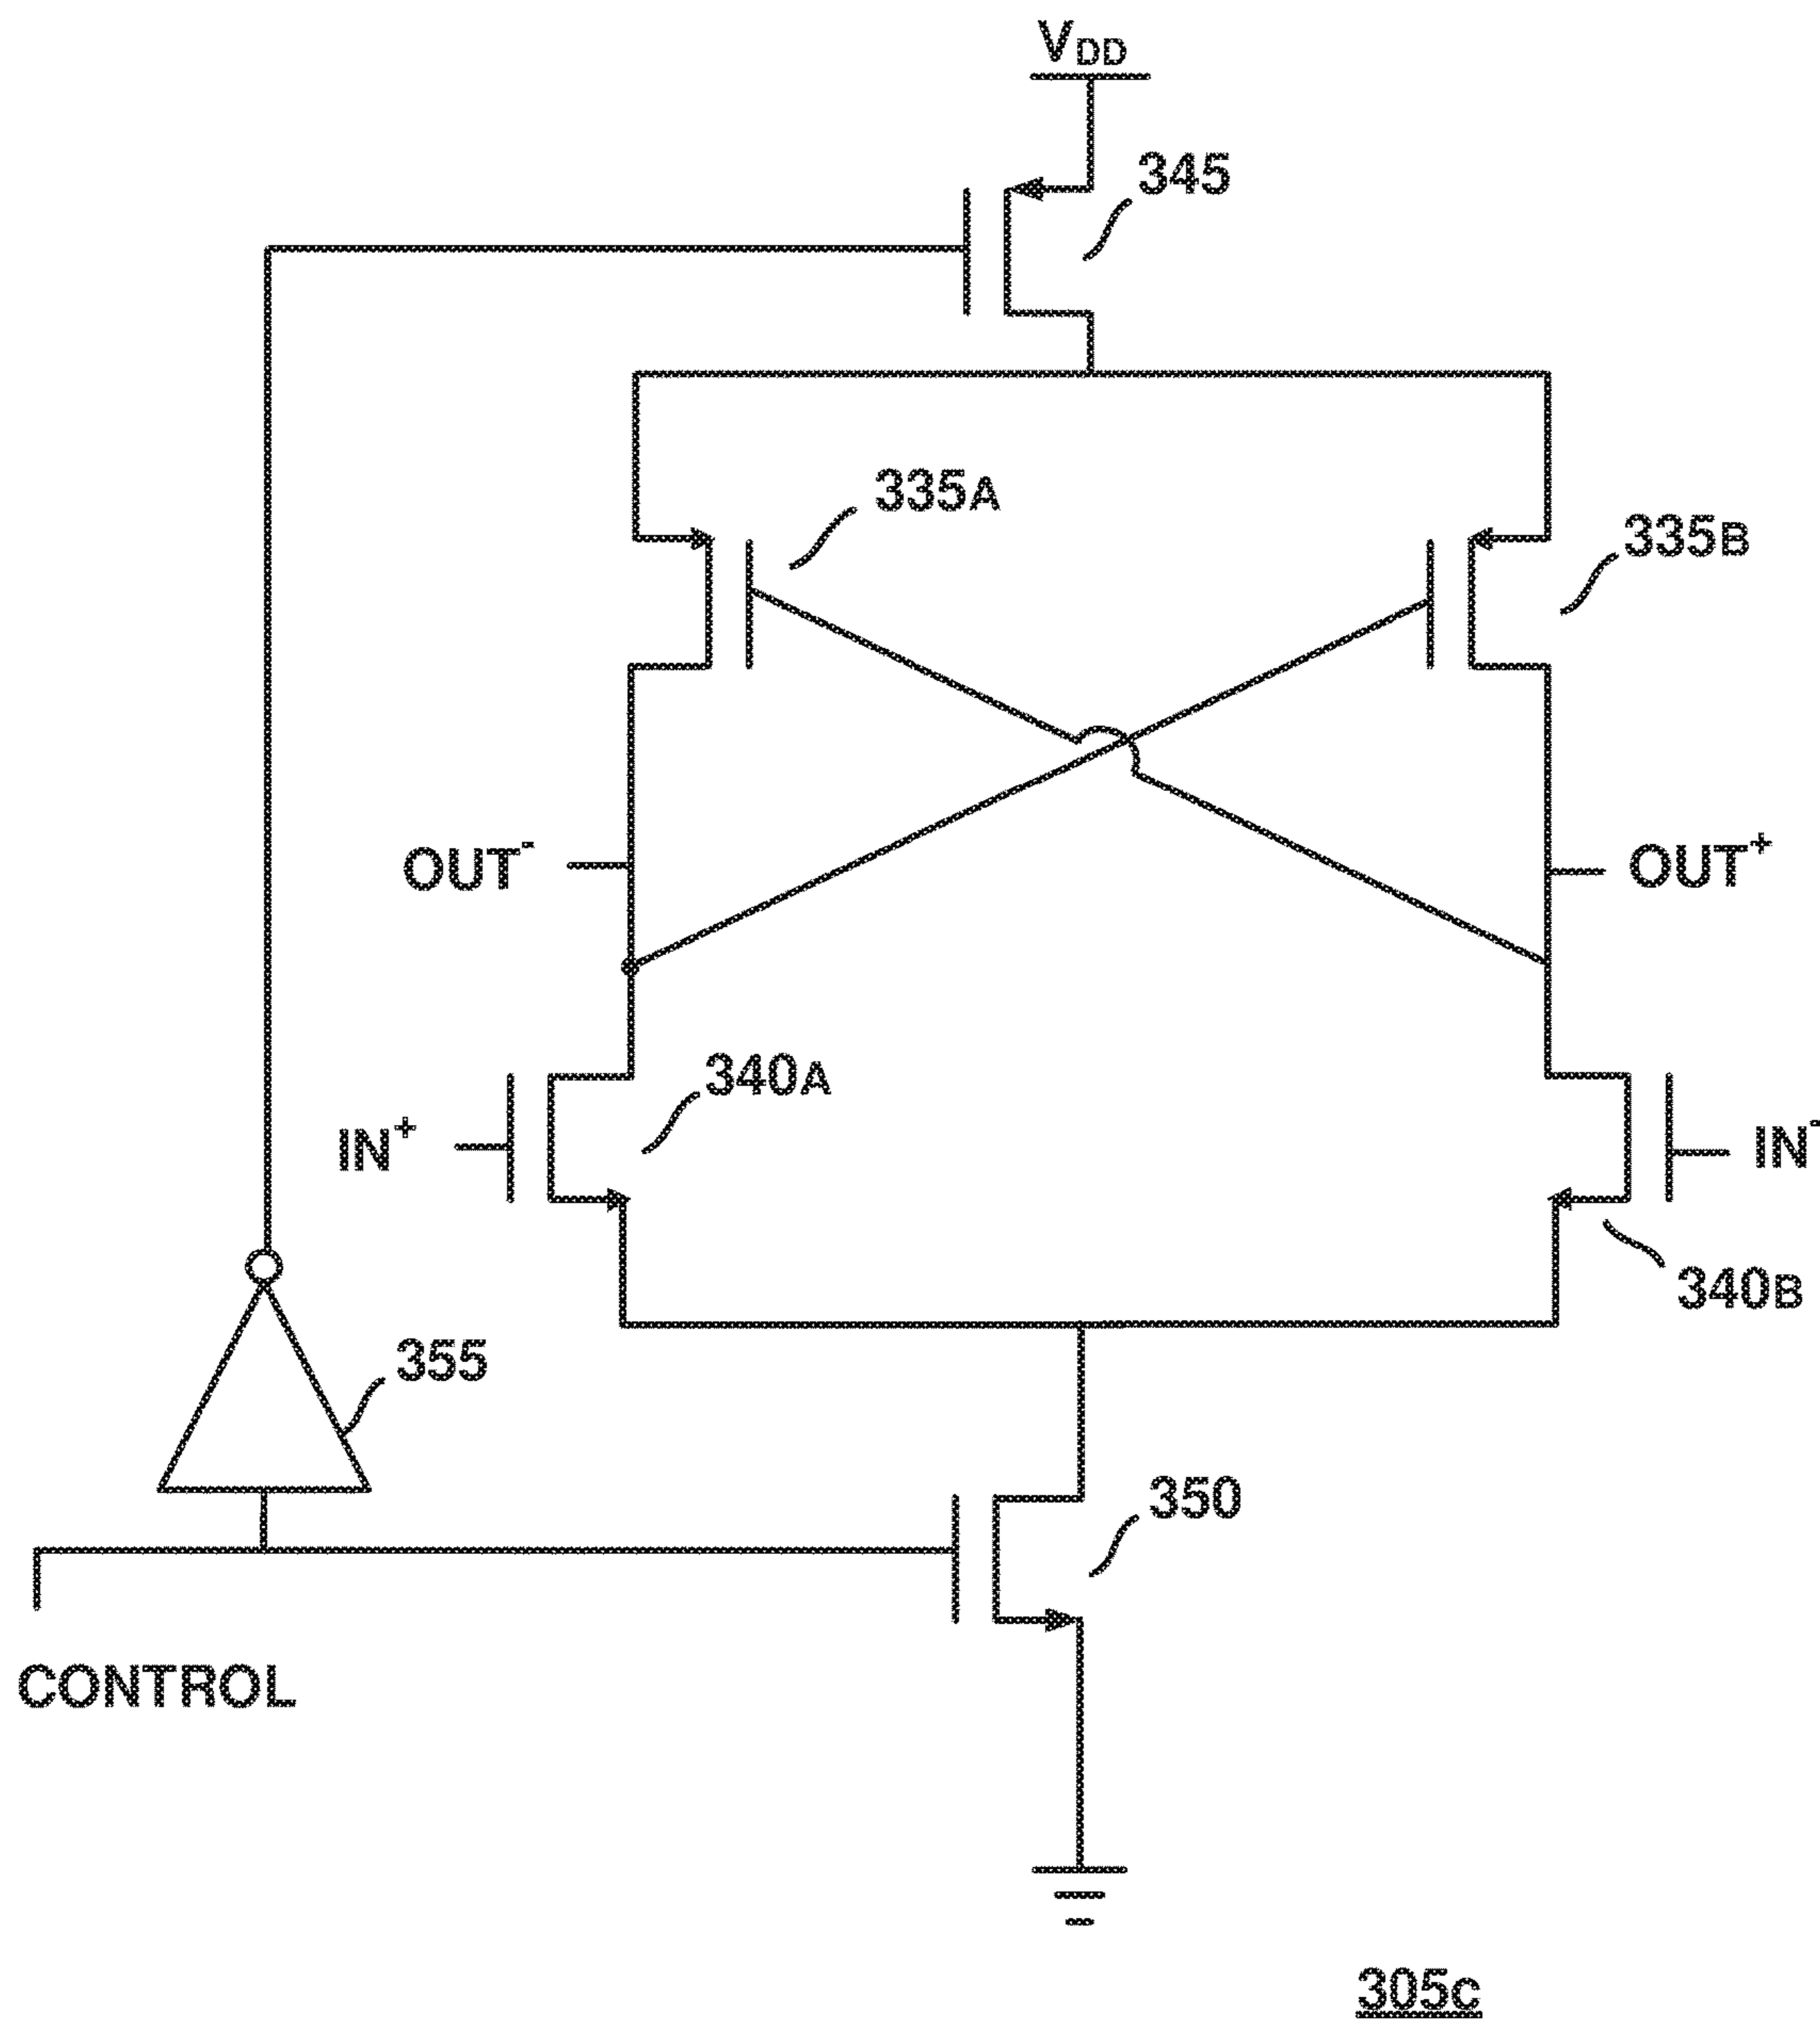 VDD
345
335A
335B
OUT-
OUT+
340A
IN+
IN-
340B
355
350
CONTROL
305c